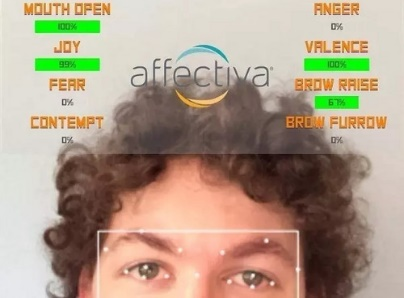 MOUTH OPEN
100%
JOY
99%
FEAR
0%
CONTEMPT
0%
affectiva
ANGER
0%
VALENCE
100%
BROW RAISE
67%
BROW FURROW
0%